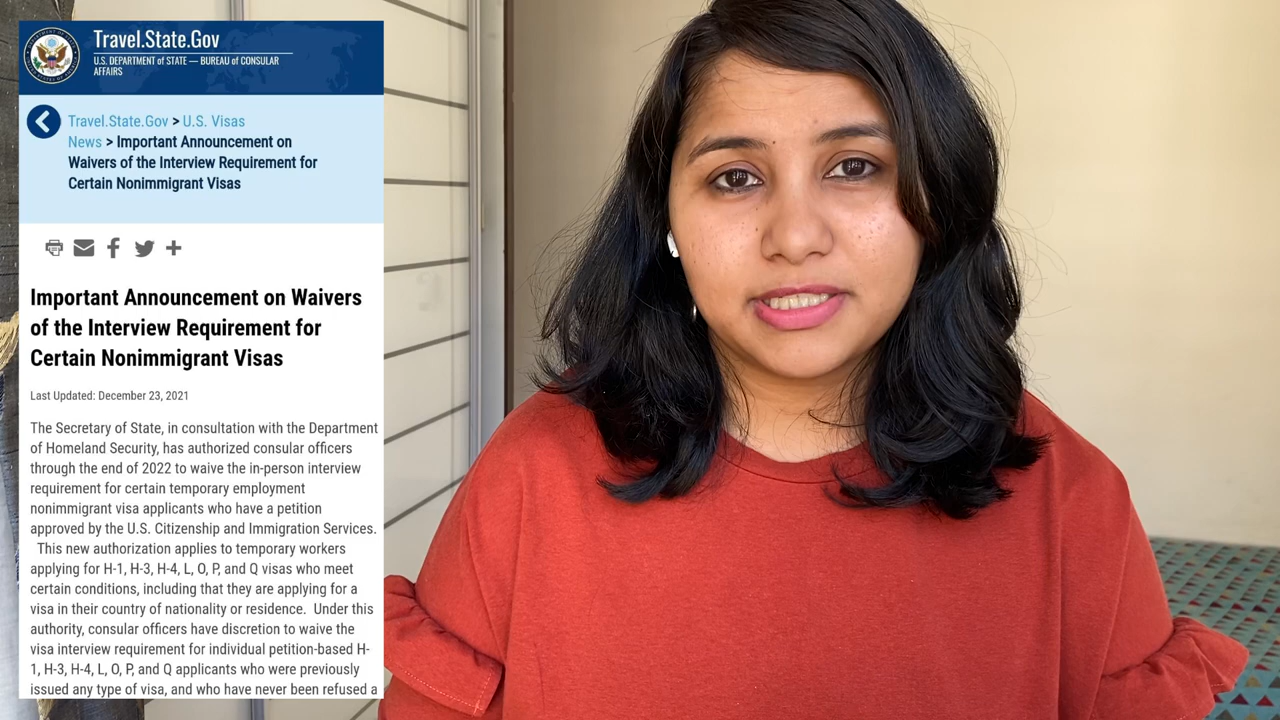 Travel.State.Gov
U.S. DEPARTMENT of STATE — BUREAU of CONSULAR
AFFAIRS
Travel.State.Gov > U.S. Visas
News > Important Announcement on
Waivers of the Interview Requirement for
Certain Nonimmigrant Visas
Important Announcement on Waivers
of the Interview Requirement for
Certain Nonimmigrant Visas
Last Updated: December 23, 2021
The Secretary of State, in consultation with the Department
of Homeland Security, has authorized consular officers
through the end of 2022 to waive the in-person interview
requirement for certain temporary employment
nonimmigrant visa applicants who have a petition
approved by the U.S. Citizenship and Immigration Services.
This new authorization applies to temporary workers
applying for H-1, H-3, H-4, L, O, P, and Q visas who meet
certain conditions, including that they are applying for a
visa in their country of nationality or residence.  Under this
authority, consular officers have discretion to waive the
visa interview requirement for individual petition-based H-
1, H-3, H-4, L, O, P, and Q applicants who were previously
issued any type of visa, and who have never been refused a